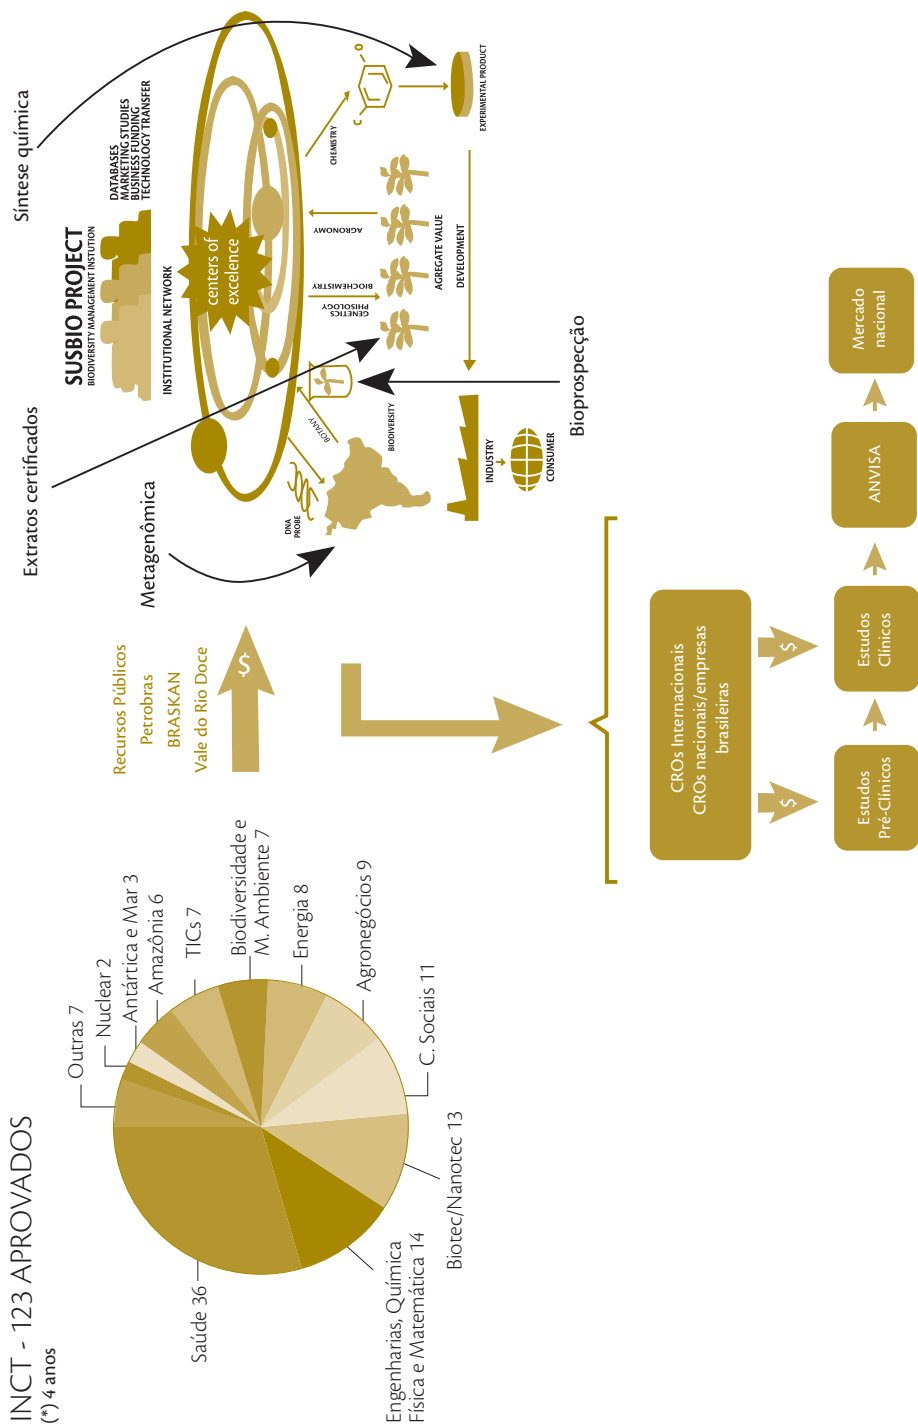 INCT - 123 APROVADOS
(*) 4 anos
Outras 7
Nuclear 2
Antártica e Mar 3
Amazônia 6
TICs 7
Biodiversidade e
M. Ambiente 7
Energia 8
Agronegócios 9
C. Sociais 11
Biotec/Nanotec 13
Engenharias, Química
Física e Matemática 14
Saúde 36
Recursos Públicos
Petrobras
BRASKAN
Vale do Rio Doce
$
Extratos certificados
Metagenômica
Síntese química
Bioprospecção
SUSBIO PROJECT
BIODIVERSITY MANAGEMENT INSTUTION
DATABASES
MARKETING STUDIES
BUSINESS FUNDING
TECHNOLOGY TRANSFER
INSTITUTIONAL NETWORK
centers of
excelence
DNA
PROBE
BOTANY
BIODIVERSITY
GENETICS
PHISIOLOGY
BIOCHEMISTRY
AGRONOMY
CHEMISTRY
C
O
EXPERIMENTAL PRODUCT
AGREGATE VALUE
DEVELOPMENT
INDUSTRY
CONSUMER
CROs Internacionais
CROs nacionais/empresas
brasileiras
$
$
Estudos
Pré-Clínicos
Estudos
Clínicos
ANVISA
Mercado
nacional